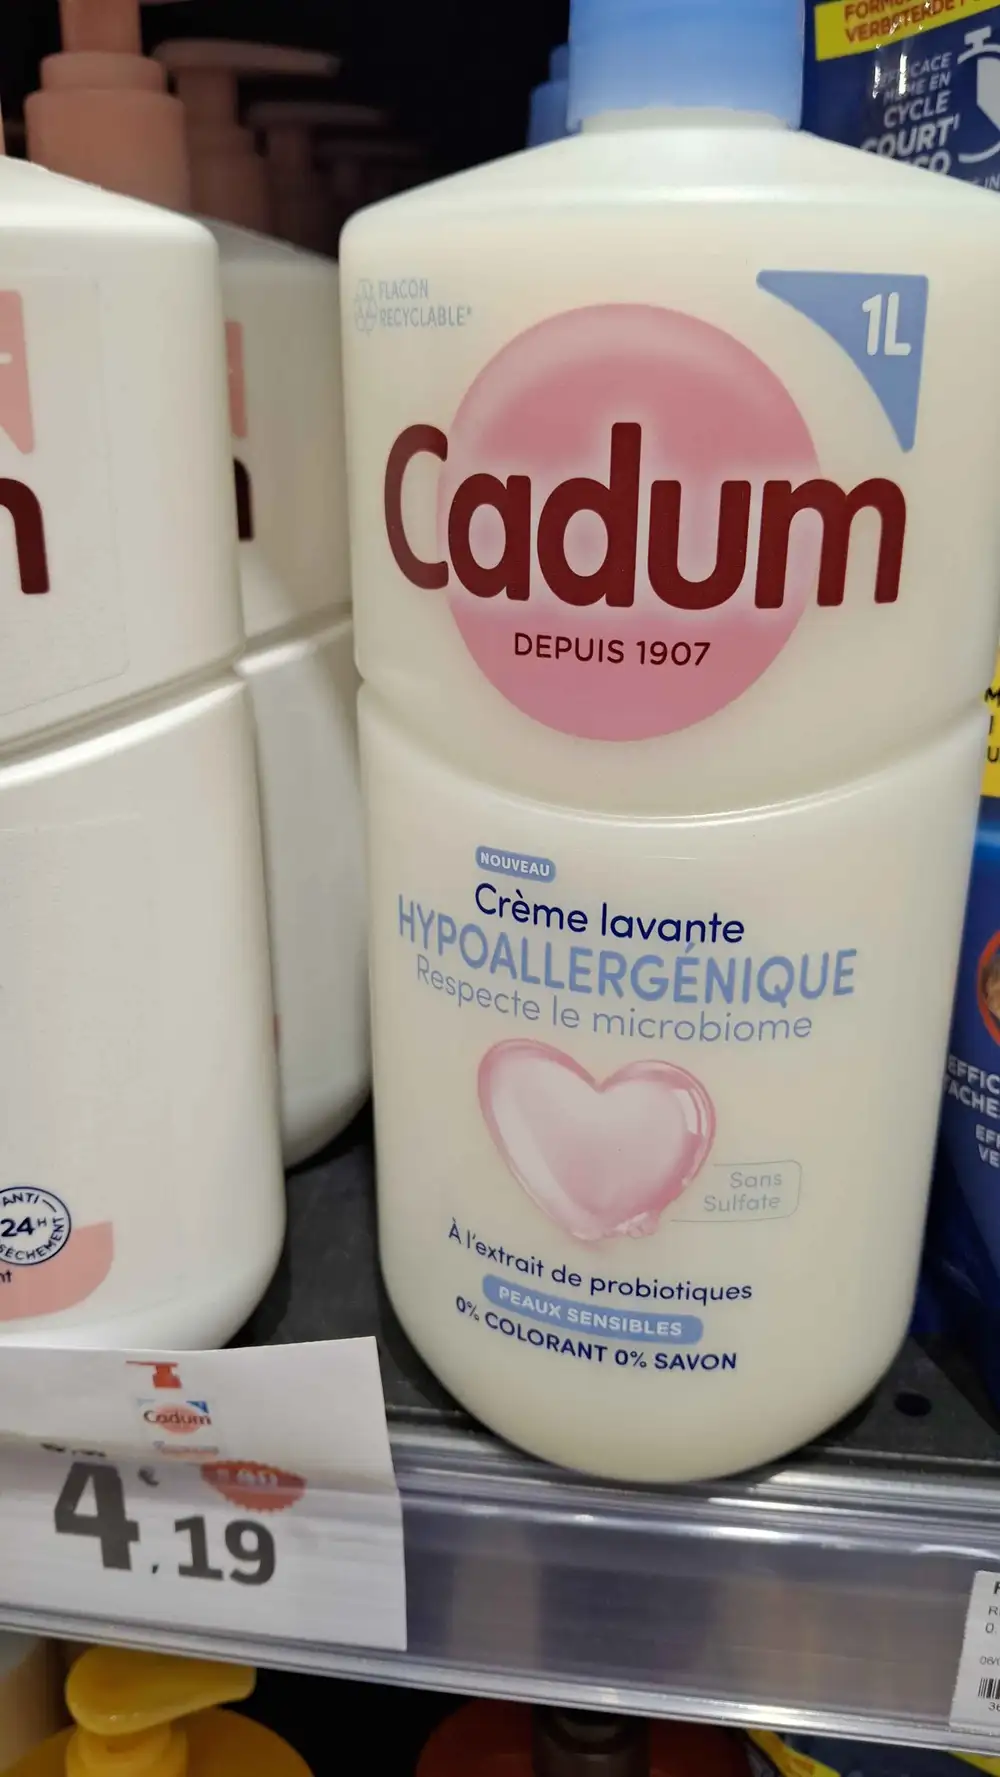 FLACON
RECYCLABLE*
1L
Cadum
DEPUIS 1907
NOUVEAU
Crème lavante
HYPOALLERGÉNIQUE
Respecte le microbiome
Sans
Sulfate
À l'extrait de probiotiques
PEAUX SENSIBLES
0% COLORANT 0% SAVON
ANTI
24H
Cadum
4€,19
CYCLE
COURT